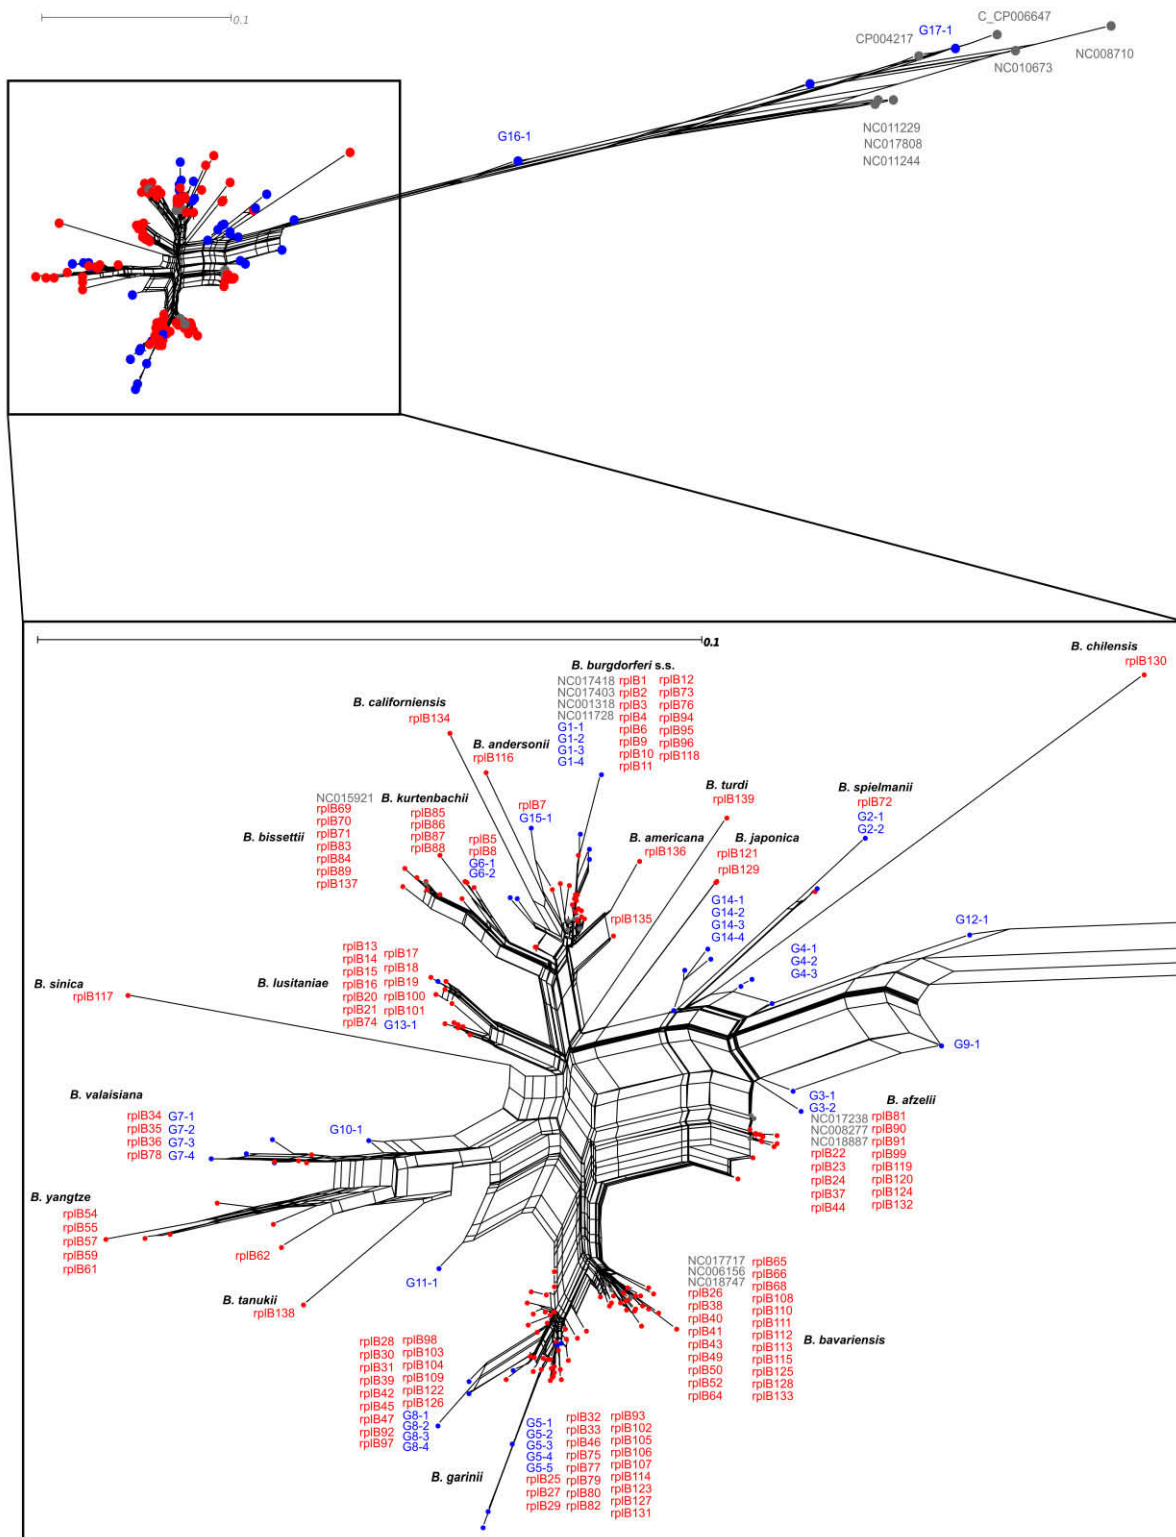 0.1
C_CP006647
G17-1
CP004217
NC010673
NC008710
NC011229
NC017808
NC011244
G16-1
0.1
B. chilensis
rplB130
B. burgdorferi s.s.
NC017418 rplB1 rplB12
NC017403 rplB2 rplB73
NC001318 rplB3 rplB76
NC011728 rplB4 rplB94
G1-1 rplB6 rplB95
G1-2 rplB9 rplB96
G1-3 rplB10 rplB118
G1-4 rplB11
B. californiensis
rplB134
B. andersonii
rplB116
B. turdi
rplB139
B. spielmanii
rplB72
G2-1
G2-2
NC015921
rplB69
rplB70
rplB71
rplB83
rplB84
rplB89
rplB137
B. bissettii
B. kurtenbachii
rplB85
rplB86
rplB87
rplB88
rplB7
G15-1
rplB5
rplB8
G6-1
G6-2
B. americana
rplB136
B. japonica
rplB121
rplB129
G14-1
G14-2
G14-3
G14-4
rplB135
G12-1
G4-1
G4-2
G4-3
rplB13 rplB17
rplB14 rplB18
rplB15 rplB19
rplB16 rplB100
rplB20 rplB101
rplB21 G13-1
rplB74
B. lusitaniae
B. sinica
rplB117
G9-1
G3-1
G3-2
B. afzelii
NC017238 rplB81
NC008277 rplB90
NC018887 rplB91
rplB22 rplB99
rplB23 rplB119
rplB24 rplB120
rplB37 rplB124
rplB44 rplB132
B. valaisiana
rplB34 G7-1
rplB35 G7-2
rplB36 G7-3
rplB78 G7-4
G10-1
B. yangtze
rplB54
rplB55
rplB57
rplB59
rplB61
rplB62
G11-1
B. tanukii
rplB138
NC017717 rplB65
NC006156 rplB66
NC018747 rplB68
rplB26 rplB108
rplB38 rplB110
rplB40 rplB111
rplB41 rplB112
rplB43 rplB113
rplB49 rplB115
rplB50 rplB125
rplB52 rplB128
rplB64 rplB133
B. bavariensis
rplB28 rplB98
rplB30 rplB103
rplB31 rplB104
rplB39 rplB109
rplB42 rplB122
rplB45 rplB126
rplB47 G8-1
rplB92 G8-2
rplB97 G8-3
G8-4
B. garinii
G5-1 rplB32 rplB93
G5-2 rplB33 rplB102
G5-3 rplB46 rplB105
G5-4 rplB75 rplB106
G5-5 rplB77 rplB107
rplB25 rplB79 rplB114
rplB27 rplB80 rplB123
rplB29 rplB82 rplB127
rplB131